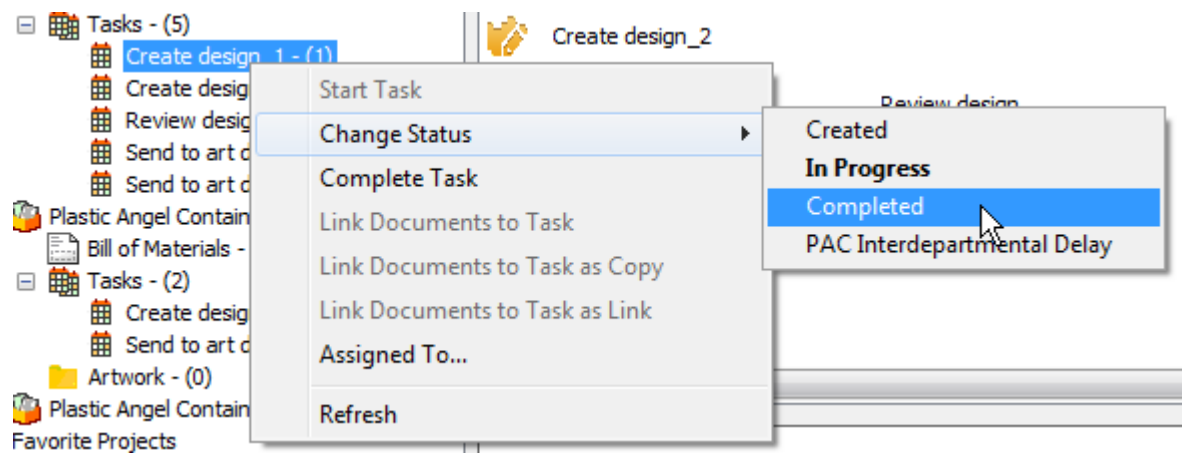 Tasks - (5)
Create design_1 - (1)
Create desig
Review desig
Send to art d
Send to art d
Plastic Angel Contain
Bill of Materials -
Tasks - (2)
Create desig
Send to art d
Artwork - (0)
Plastic Angel Contain
Favorite Projects
Create design_2
Review design
Start Task
Change Status
Complete Task
Link Documents to Task
Link Documents to Task as Copy
Link Documents to Task as Link
Assigned To...
Refresh
Created
In Progress
Completed
PAC Interdepartmental Delay